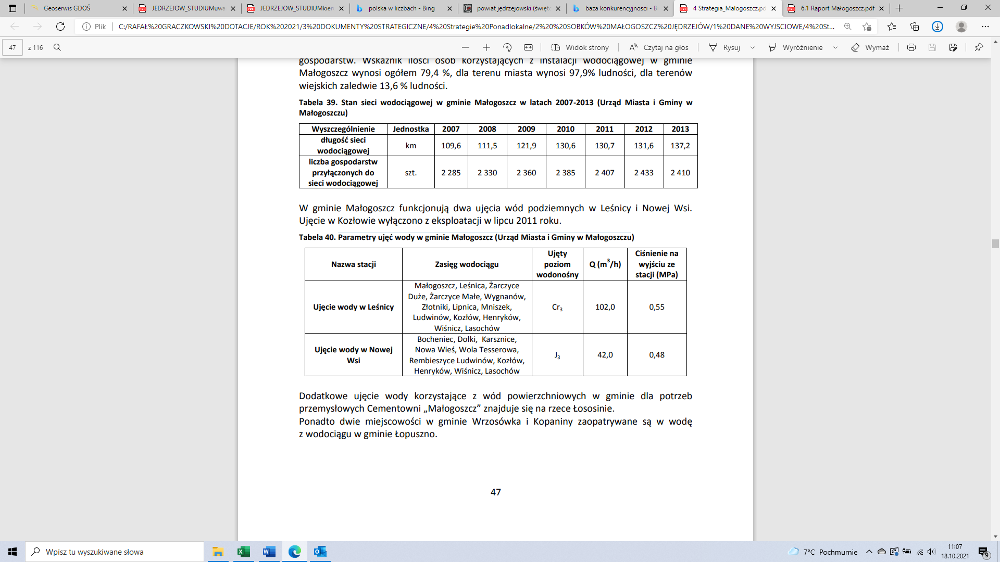 Geoserwis GDOŚ
JEDRZEJOW_STUDIUMuwa
JEDRZEJOW_STUDIUMkier
polska w liczbach - Bing
powiat jędrzejowski (święto
baza konkurencyjnosci - Bi
4 Strategia_Malogoszcz.pd
6.1 Raport Małogoszcz.pdf
Plik
C:/RAFAŁ%20GRACZKOWSKI%20DOTACJE/ROK%202021/3%20DOKUMENTY%20STRATEGICZNE/4%20Strategie%20Ponadlokalne/2%20%20SOBKÓW%20MAŁOGOSZCZ%20JĘDRZEJÓW/1%20DANE%20WYJSCIOWE/4%20St...
47 z 116
Widok strony
Czytaj na głos
Rysuj
Wyróżnienie
Wymaż
gospodarstw. Wskaźnik ilości osób korzystających z instalacji wodociągowej w gminie
Małogoszcz wynosi ogółem 79,4 %, dla terenu miasta wynosi 97,9% ludności, dla terenów
wiejskich zaledwie 13,6 % ludności.
Tabela 39. Stan sieci wodociągowej w gminie Małogoszcz w latach 2007-2013 (Urząd Miasta i Gminy w
Małogoszczu)
Wyszczególnienie Jednostka 2007 2008 2009 2010 2011 2012 2013
długość sieci
wodociągowej
km 109,6 111,5 121,9 130,6 130,7 131,6 137,2
liczba gospodarstw
przyłączonych do
sieci wodociągowej
szt. 2 285 2 330 2 360 2 385 2 407 2 433 2 410
W gminie Małogoszcz funkcjonują dwa ujęcia wód podziemnych w Leśnicy i Nowej Wsi.
Ujęcie w Kozłowie wyłączono z eksploatacji w lipcu 2011 roku.
Tabela 40. Parametry ujęć wody w gminie Małogoszcz (Urząd Miasta i Gminy w Małogoszczu)
Nazwa stacji
Zasięg wodociągu
Ujęty
poziom
wodonośny
Q (m³/h)
Ciśnienie na
wyjściu ze
stacji (MPa)
Ujęcie wody w Leśnicy
Małogoszcz, Leśnica, Żarczyce
Duże, Żarczyce Małe, Wygnanów,
Złotniki, Lipnica, Mniszek,
Ludwinów, Kozłów, Henryków,
Wiśnicz, Lasochów
Cr₃
102,0
0,55
Ujęcie wody w Nowej
Wsi
Bocheniec, Dołki, Karsznice,
Nowa Wieś, Wola Tesserowa,
Rembieszyce Ludwinów, Kozłów,
Henryków, Wiśnicz, Lasochów
J₃
42,0
0,48
Dodatkowe ujęcie wody korzystające z wód powierzchniowych w gminie dla potrzeb
przemysłowych Cementowni „Małogoszcz” znajduje się na rzece Łososinie.
Ponadto dwie miejscowości w gminie Wrzosówka i Kopaniny zaopatrywane są w wodę
z wodociągu w gminie Łopuszno.
47
Wpisz tu wyszukiwane słowa
7°C Pochmurnie
11:07
18.10.2021
9